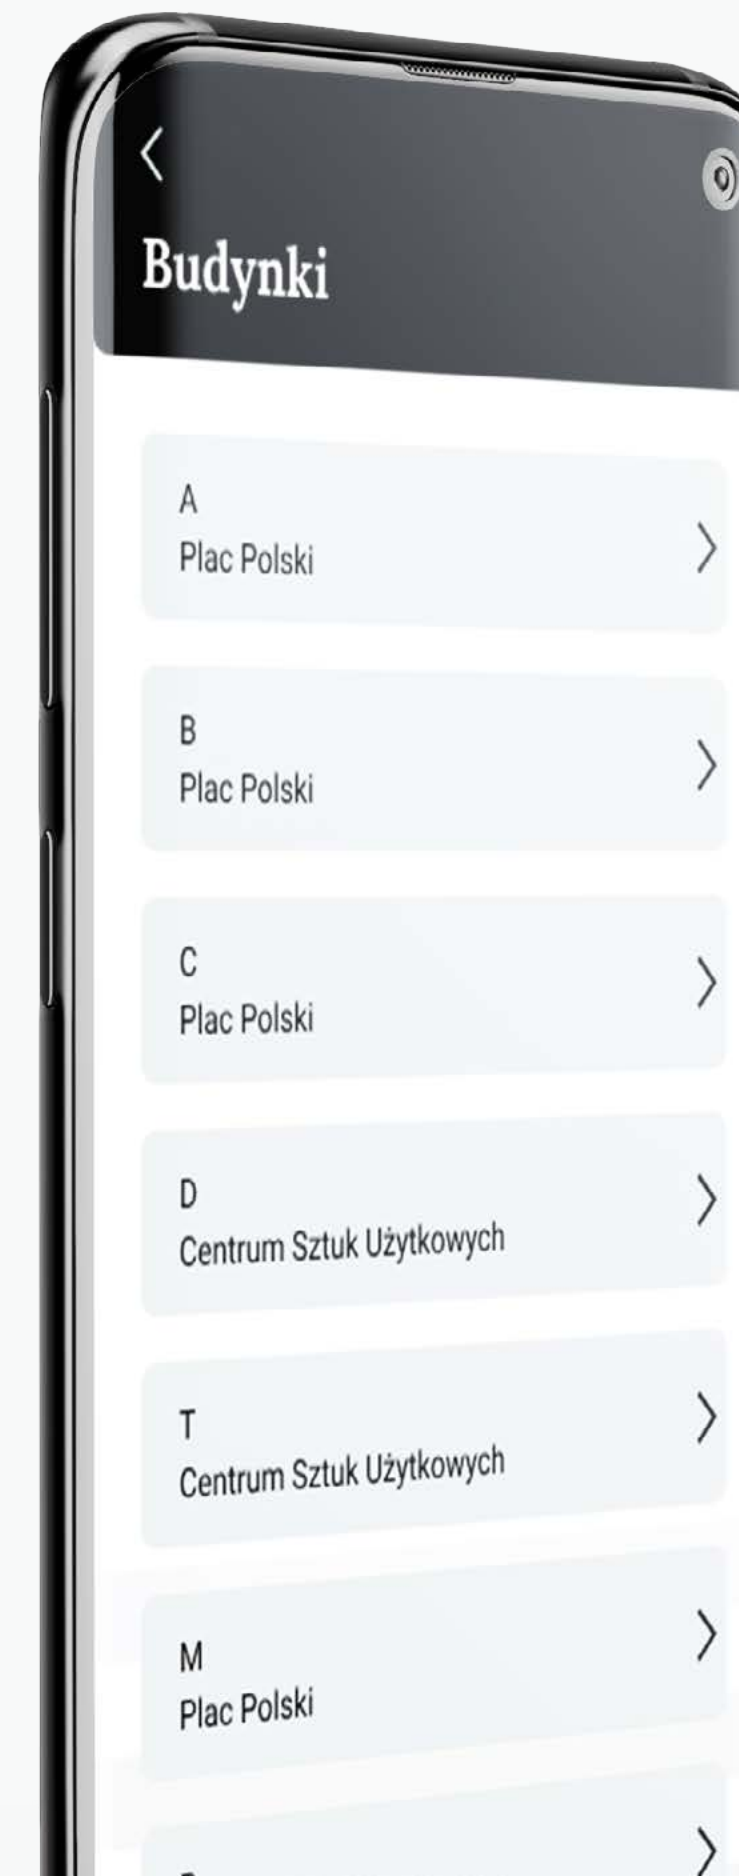 Budynki
A
Plac Polski
B
Plac Polski
C
Plac Polski
D
Centrum Sztuk Użytkowych
T
Centrum Sztuk Użytkowych
M
Plac Polski